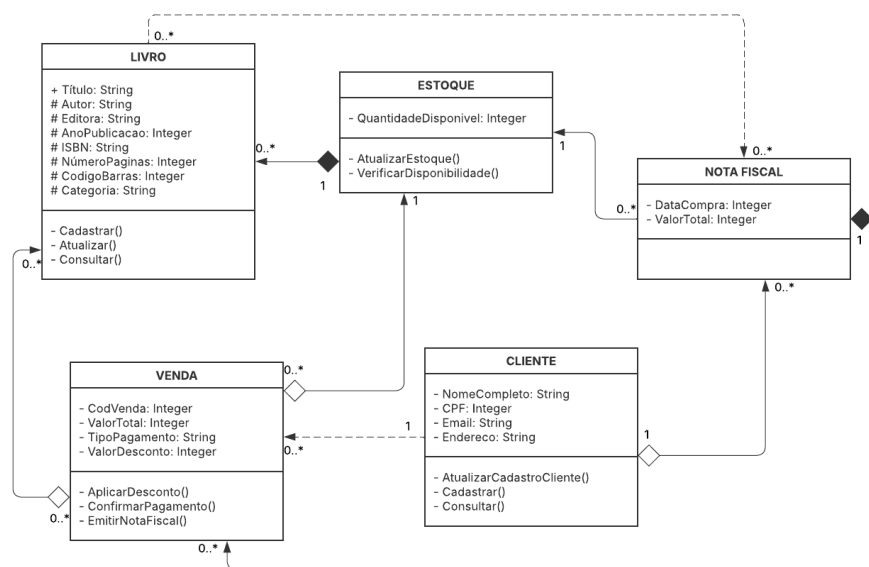 0..*
LIVRO
+ Título: String
# Autor: String
# Editora: String
# AnoPublicacao: Integer
# ISBN: String
# NúmeroPaginas: Integer
# CodigoBarras: Integer
# Categoria: String
- Cadastrar()
- Atualizar()
- Consultar()
0..*
0..*
1
ESTOQUE
- QuantidadeDisponivel: Integer
- AtualizarEstoque()
- VerificarDisponibilidade()
1
1
0..*
0..*
NOTA FISCAL
- DataCompra: Integer
- ValorTotal: Integer
1
0..*
VENDA
- CodVenda: Integer
- ValorTotal: Integer
- TipoPagamento: String
- ValorDesconto: Integer
- AplicarDesconto()
- ConfirmarPagamento()
- EmitirNotaFiscal()
0..*
0..*
0..*
0..*
1
CLIENTE
- NomeCompleto: String
- CPF: Integer
- Email: String
- Endereco: String
- AtualizarCadastroCliente()
- Cadastrar()
- Consultar()
1